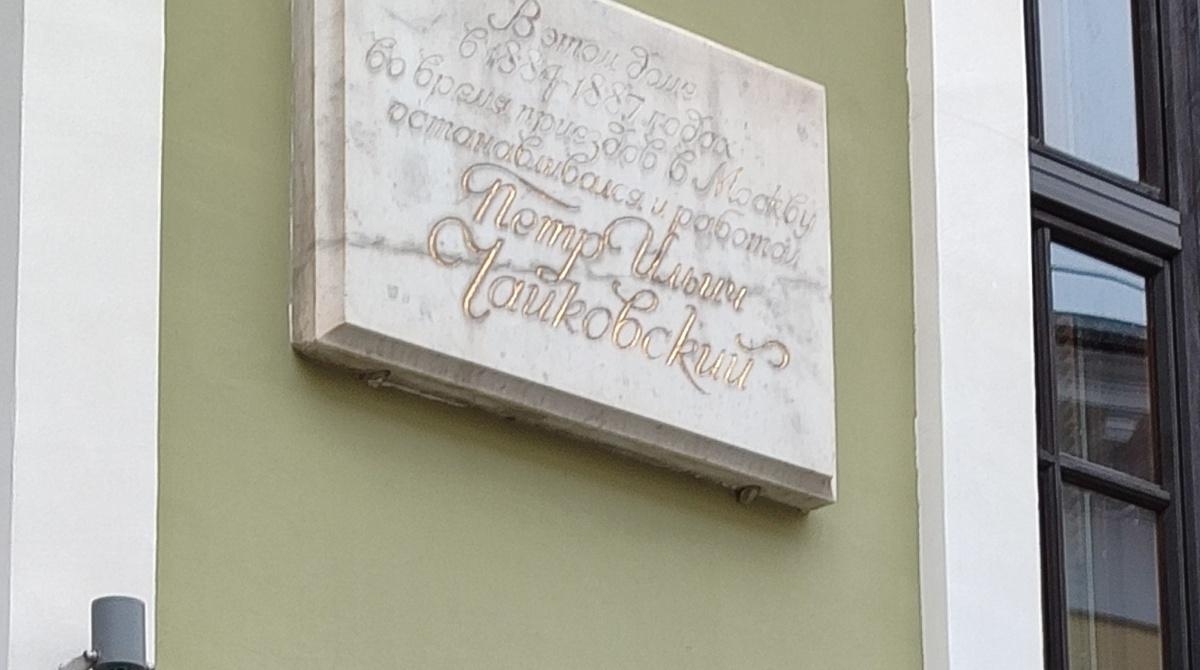 В этом доме
в 1884-1887 годах
во время приездов в Москву
останавливался и работал
Петр Ильич
Чайковский